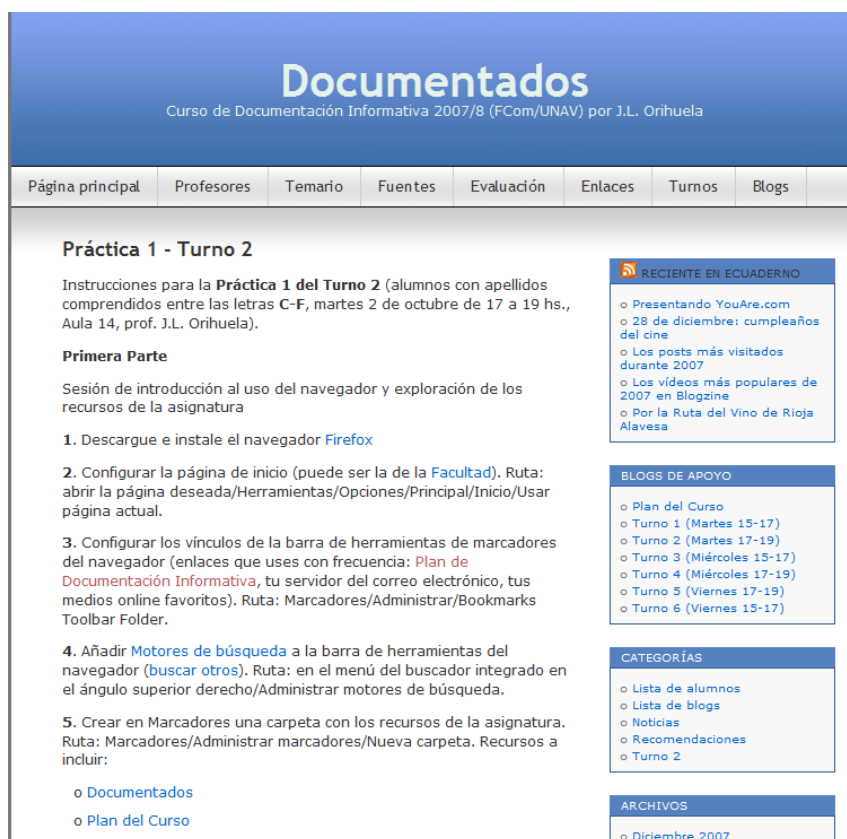 Documentados
Curso de Documentación Informativa 2007/8 (FCom/UNAV) por J.L. Orihuela
Página principal
Profesores
Temario
Fuentes
Evaluación
Enlaces
Turnos
Blogs
Práctica 1 - Turno 2
Instrucciones para la Práctica 1 del Turno 2 (alumnos con apellidos
comprendidos entre las letras C-F, martes 2 de octubre de 17 a 19 hs.,
Aula 14, prof. J.L. Orihuela).
Primera Parte
Sesión de introducción al uso del navegador y exploración de los
recursos de la asignatura
1. Descargue e instale el navegador Firefox
2. Configurar la página de inicio (puede ser la de la Facultad). Ruta:
abrir la página deseada/Herramientas/Opciones/Principal/Inicio/Usar
página actual.
3. Configurar los vínculos de la barra de herramientas de marcadores
del navegador (enlaces que uses con frecuencia: Plan de
Documentación Informativa, tu servidor del correo electrónico, tus
medios online favoritos). Ruta: Marcadores/Administrar/Bookmarks
Toolbar Folder.
4. Añadir Motores de búsqueda a la barra de herramientas del
navegador (buscar otros). Ruta: en el menú del buscador integrado en
el ángulo superior derecho/Administrar motores de búsqueda.
5. Crear en Marcadores una carpeta con los recursos de la asignatura.
Ruta: Marcadores/Administrar marcadores/Nueva carpeta. Recursos a
incluir:
o Documentados
o Plan del Curso
RECIENTE EN ECUADERNO
o Presentando YouAre.com
o 28 de diciembre: cumpleaños
del cine
o Los posts más visitados
durante 2007
o Los vídeos más populares de
2007 en Blogzine
o Por la Ruta del Vino de Rioja
Alavesa
BLOGS DE APOYO
o Plan del Curso
o Turno 1 (Martes 15-17)
o Turno 2 (Martes 17-19)
o Turno 3 (Miércoles 15-17)
o Turno 4 (Miércoles 17-19)
o Turno 5 (Viernes 17-19)
o Turno 6 (Viernes 15-17)
CATEGORÍAS
o Lista de alumnos
o Lista de blogs
o Noticias
o Recomendaciones
o Turno 2
ARCHIVOS
o Diciembre 2007